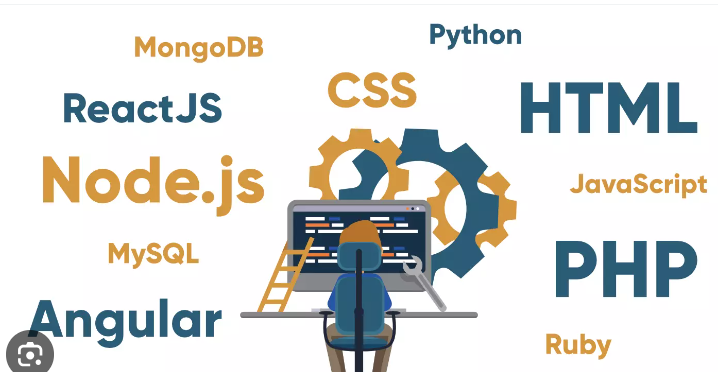 MongoDB
Python
ReactJS
CSS
HTML
Node.js
JavaScript
MySQL
PHP
Angular
Ruby